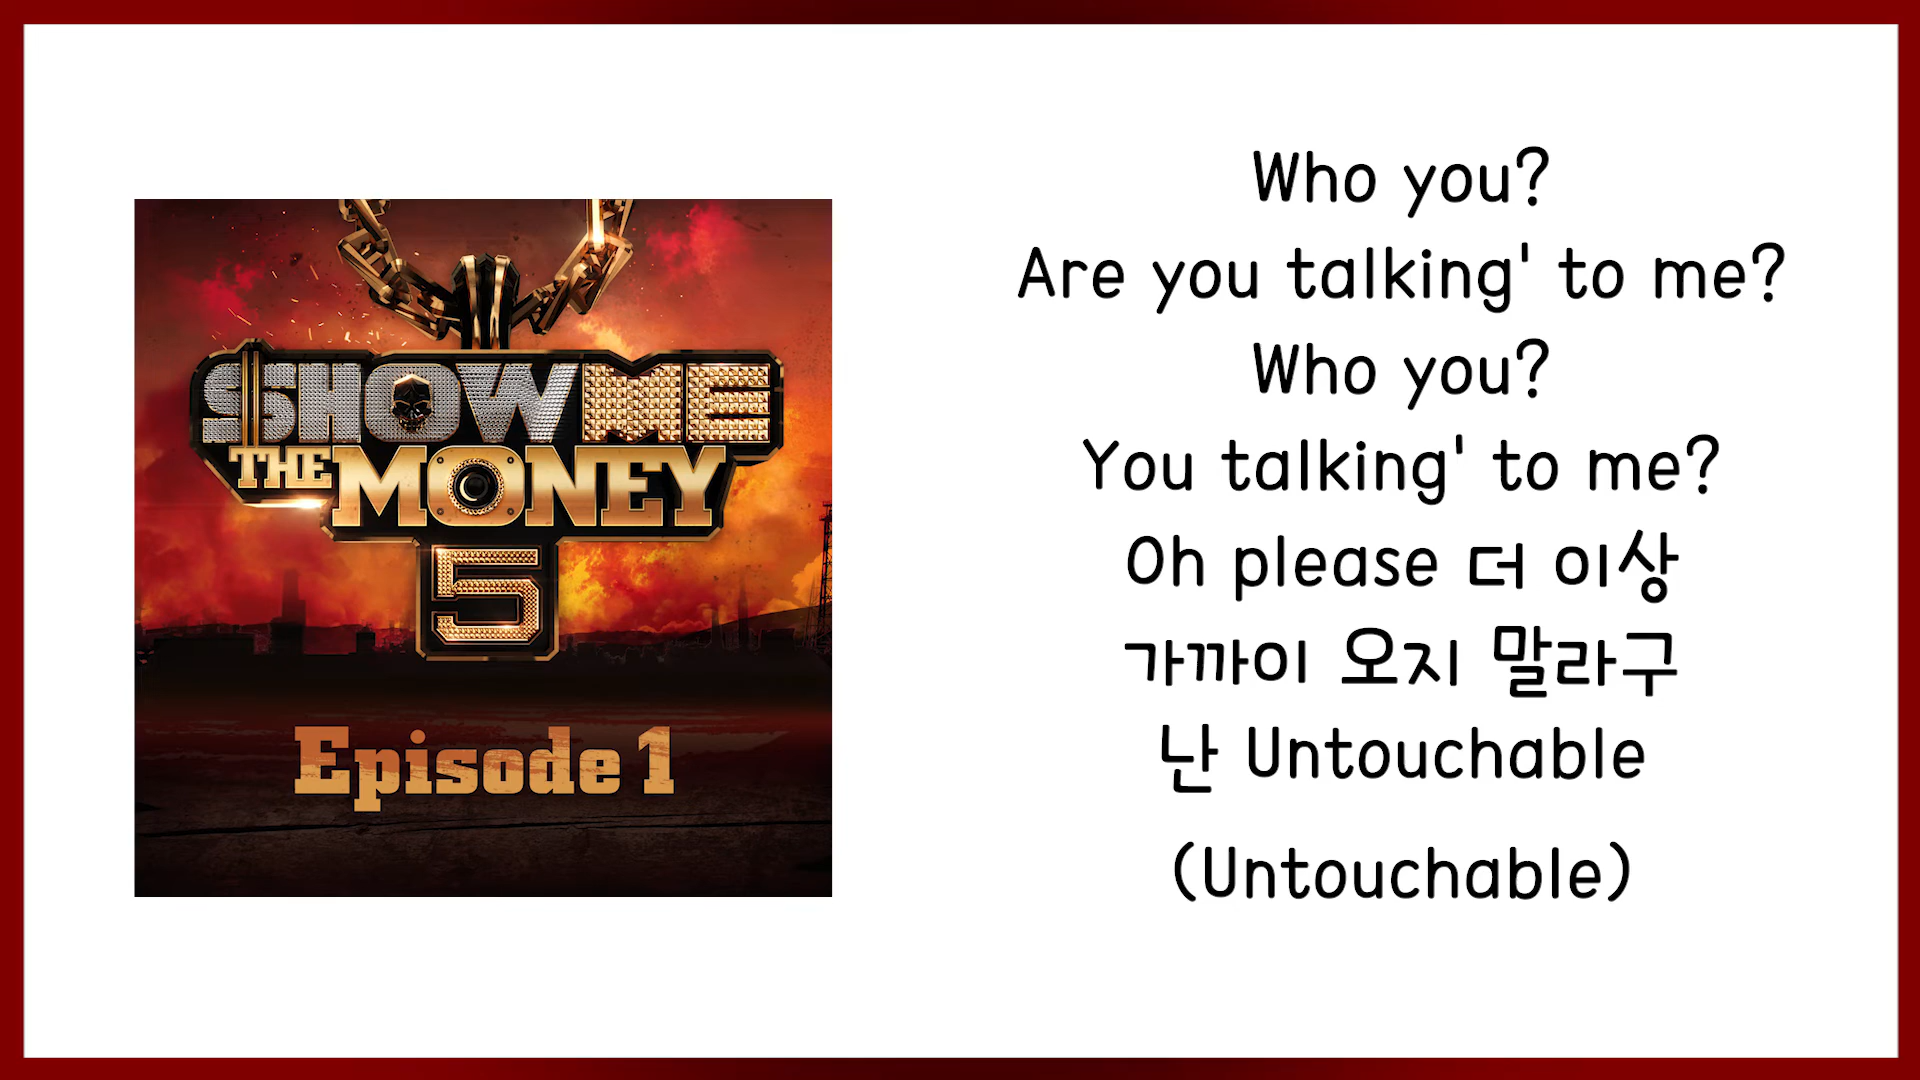 SHOW ME
THE MONEY
5
Episode 1
Who you?
Are you talking' to me?
Who you?
You talking' to me?
Oh please 더 이상
가까이 오지 말라구
난 Untouchable
(Untouchable)